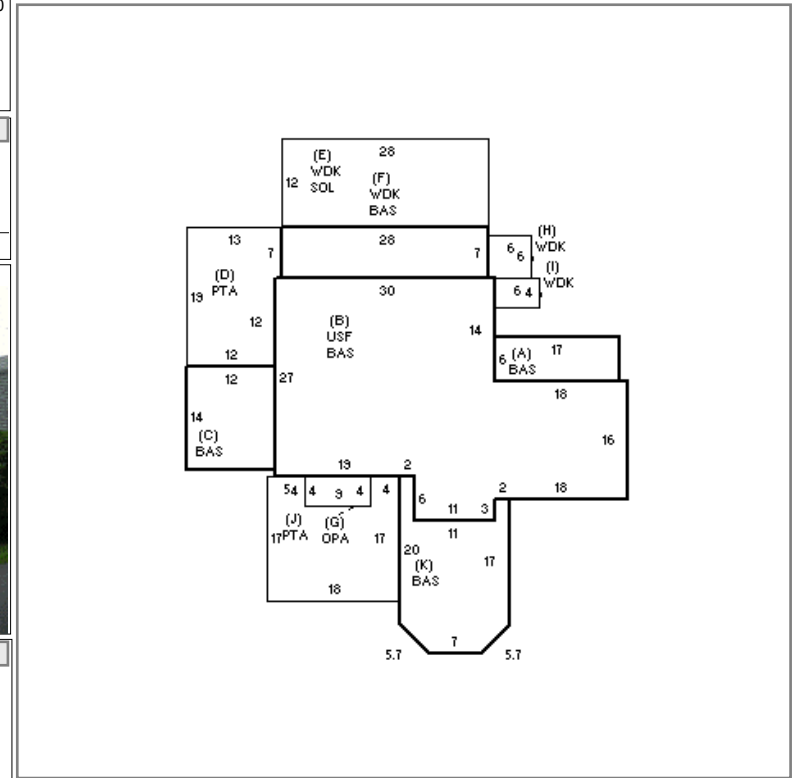 (E)
WDK
SOL
28
12
(F)
WDK
BAS
13
7
28
7
6
6
(H)
WDK
(I)
WDK
6 4
(D)
PTA
19
12
12
30
(B)
USF
BAS
14
6
(A)
BAS
17
18
16
12
14
(C)
BAS
27
19
2
2
18
6
11
3
11
54
4
9
4
4
(J)
PTA
17
(G)
OPA
17
18
20
(K)
BAS
17
7
5.7
5.7